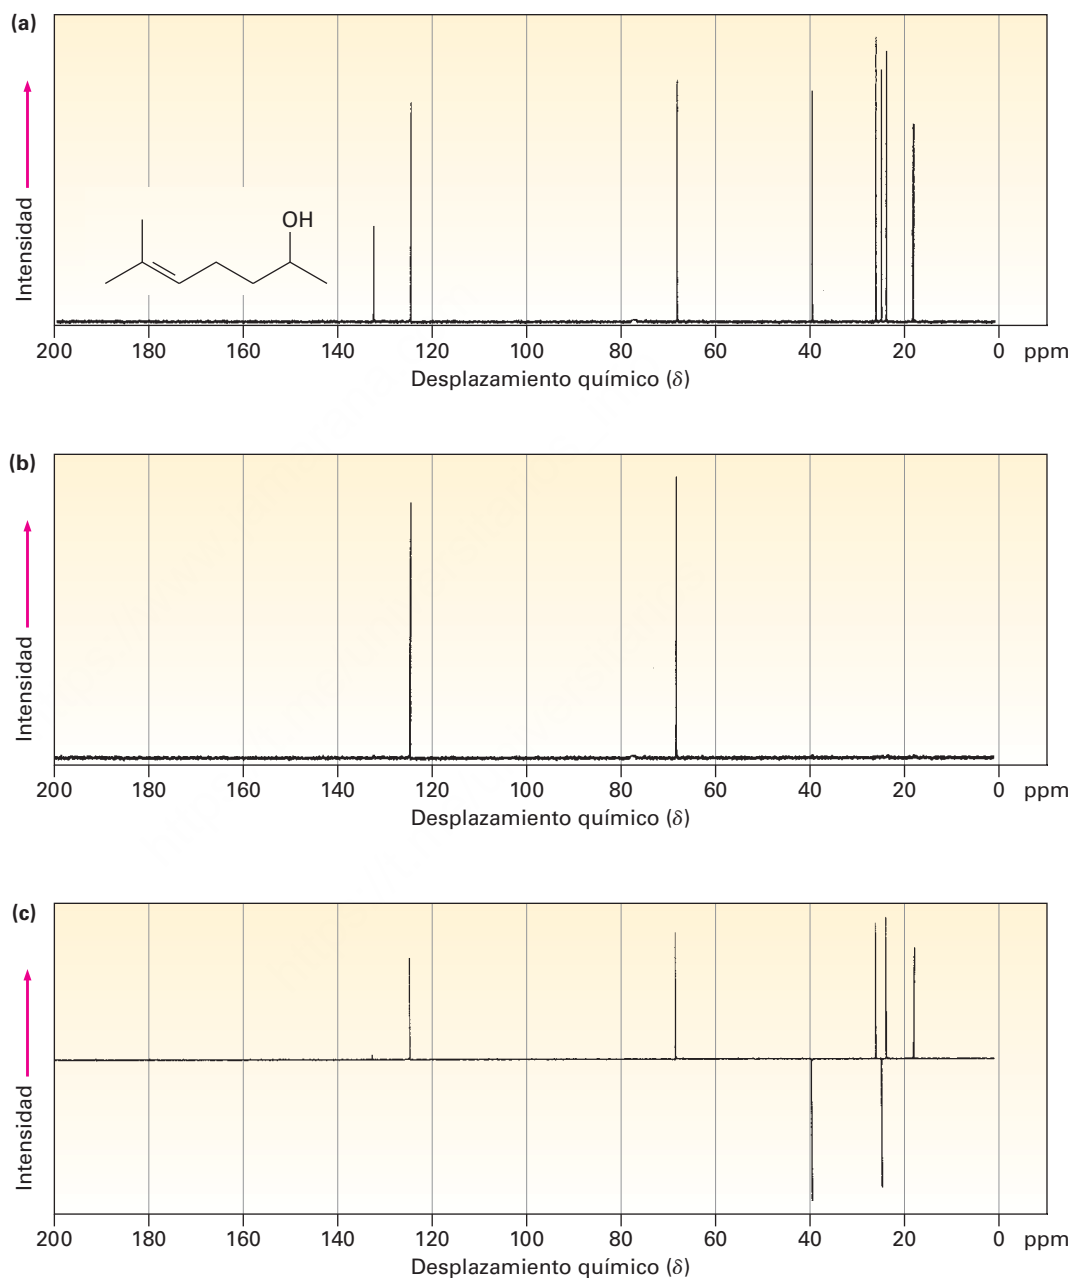 (a)
Intensidad
OH
200 180 160 140 120 100 80 60 40 20 0 ppm
Desplazamiento químico (δ)
(b)
Intensidad
200 180 160 140 120 100 80 60 40 20 0 ppm
Desplazamiento químico (δ)
(c)
Intensidad
200 180 160 140 120 100 80 60 40 20 0 ppm
Desplazamiento químico (δ)